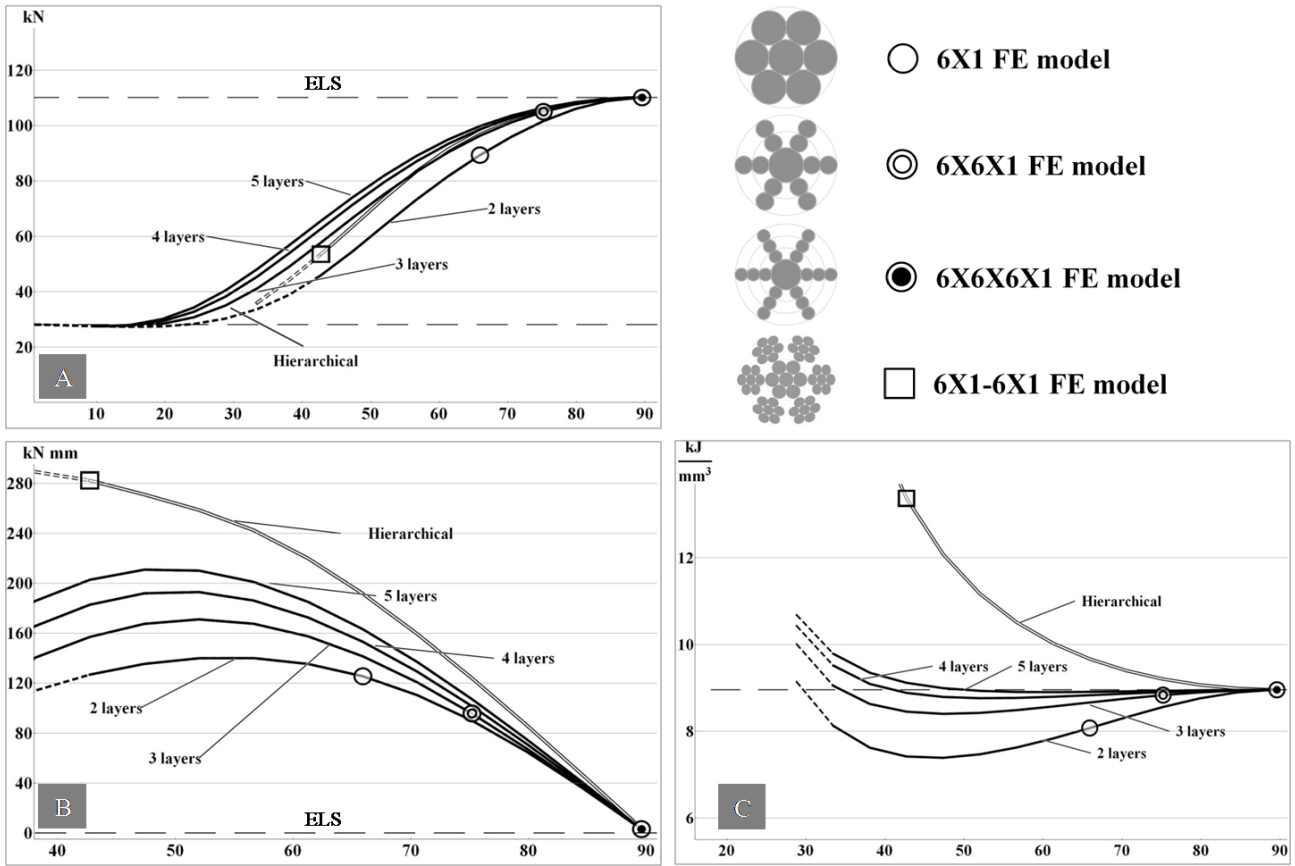 kN
120
100
80
60
40
20
ELS
5 layers
2 layers
4 layers
3 layers
Hierarchical
A
10 20 30 40 50 60 70 80 90
6X1 FE model
6X6X1 FE model
6X6X6X1 FE model
6X1-6X1 FE model
kN mm
280
240
200
160
120
80
40
0
Hierarchical
5 layers
4 layers
2 layers
3 layers
B
ELS
40 50 60 70 80 90
kJ
mm³
12
10
8
6
Hierarchical
4 layers
5 layers
3 layers
2 layers
C
20 30 40 50 60 70 80 90